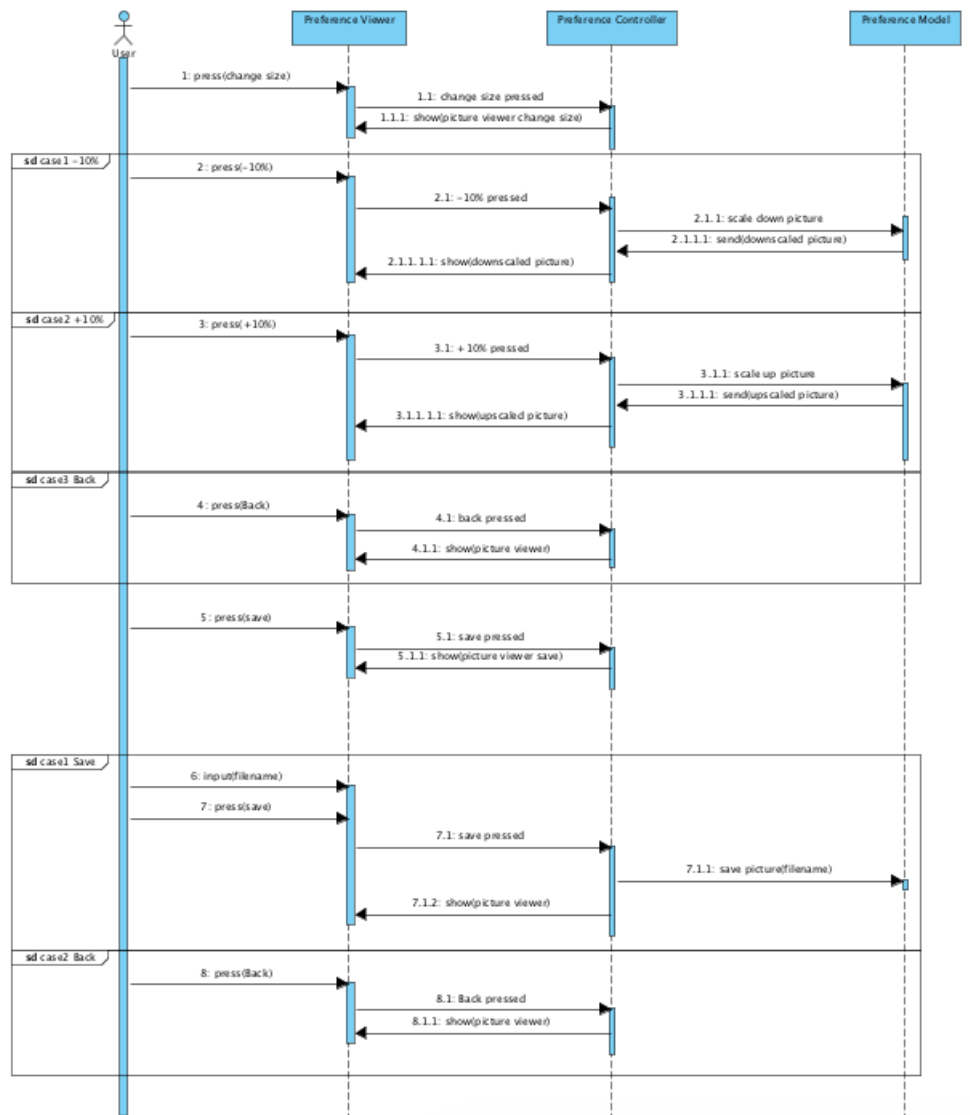 Preference Viewer
Preference Controller
Preference Model
User
1: press(change size)
1.1: change size pressed
1.1.1: show(picture viewer change size)
sd case1 -10%
2: press(-10%)
2.1: -10% pressed
2.1.1: scale down picture
2.1.1.1: send(downscaled picture)
2.1.1.1.1: show(downscaled picture)
sd case2 +10%
3: press(+10%)
3.1: +10% pressed
3.1.1: scale up picture
3.1.1.1: send(upscaled picture)
3.1.1.1.1: show(upscaled picture)
sd case3 Back
4: press(Back)
4.1: back pressed
4.1.1: show(picture viewer)
5: press(save)
5.1: save pressed
5.1.1: show(picture viewer save)
sd case1 Save
6: input(filename)
7: press(save)
7.1: save pressed
7.1.1: save picture(filename)
7.1.2: show(picture viewer)
sd case2 Back
8: press(Back)
8.1: Back pressed
8.1.1: show(picture viewer)